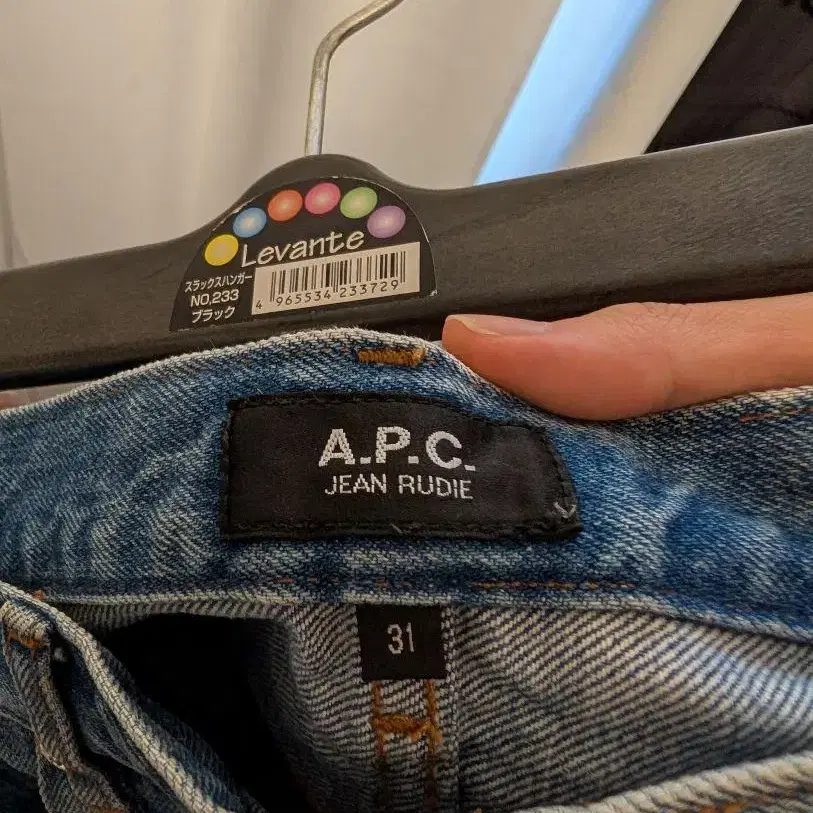 Levante
スラックスハンガー
NO,233
ブラック
4 965534 233729
A.P.C.
JEAN RUDIE
31